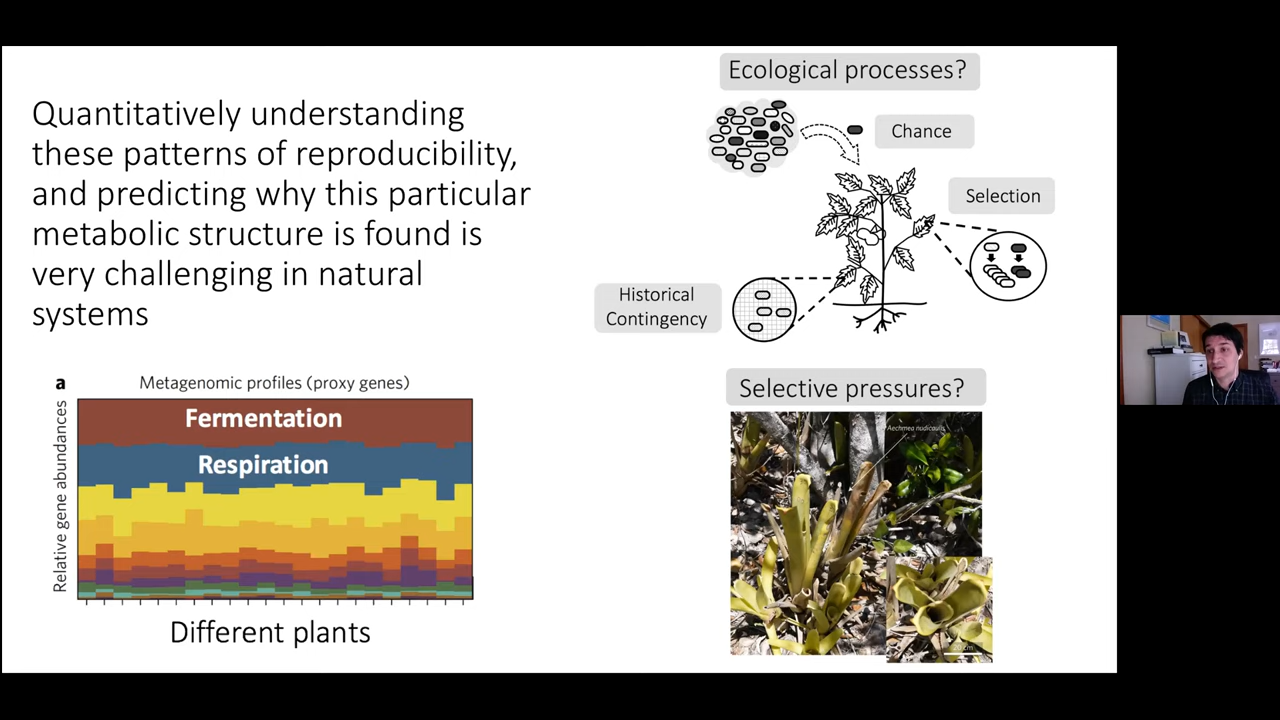 Quantitatively understanding
these patterns of reproducibility,
and predicting why this particular
metabolic structure is found is
very challenging in natural
systems
a
Metagenomic profiles (proxy genes)
Relative gene abundances
Fermentation
Respiration
Different plants
Ecological processes?
Chance
Selection
Historical
Contingency
Selective pressures?
Aechmea nudicaulis
20 cm